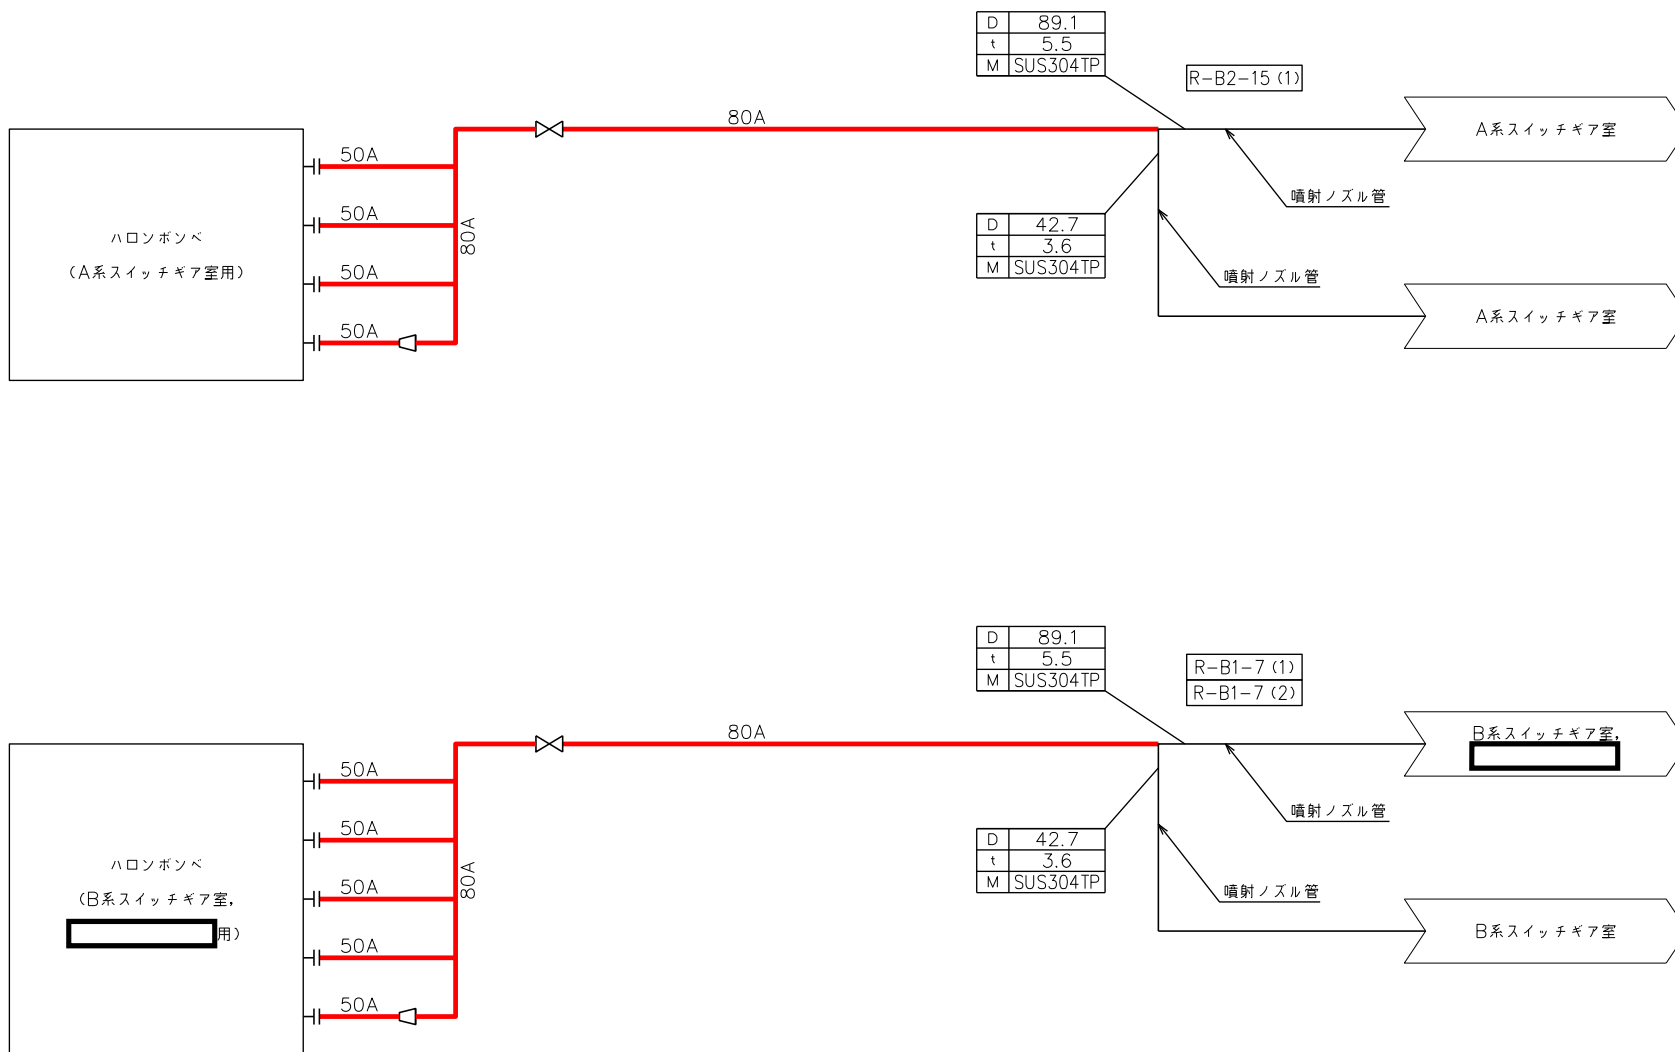 D 89.1
t 5.5
M SUS304TP
R-B2-15 (1)
80A
A系スイッチギア室
50A
50A
50A
50A
80A
ハロンボンベ
(A系スイッチギア室用)
噴射ノズル管
D 42.7
t 3.6
M SUS304TP
噴射ノズル管
A系スイッチギア室
D 89.1
t 5.5
M SUS304TP
R-B1-7 (1)
R-B1-7 (2)
80A
B系スイッチギア室,
50A
50A
50A
50A
50A
80A
ハロンボンベ
(B系スイッチギア室,
用)
噴射ノズル管
D 42.7
t 3.6
M SUS304TP
噴射ノズル管
B系スイッチギア室